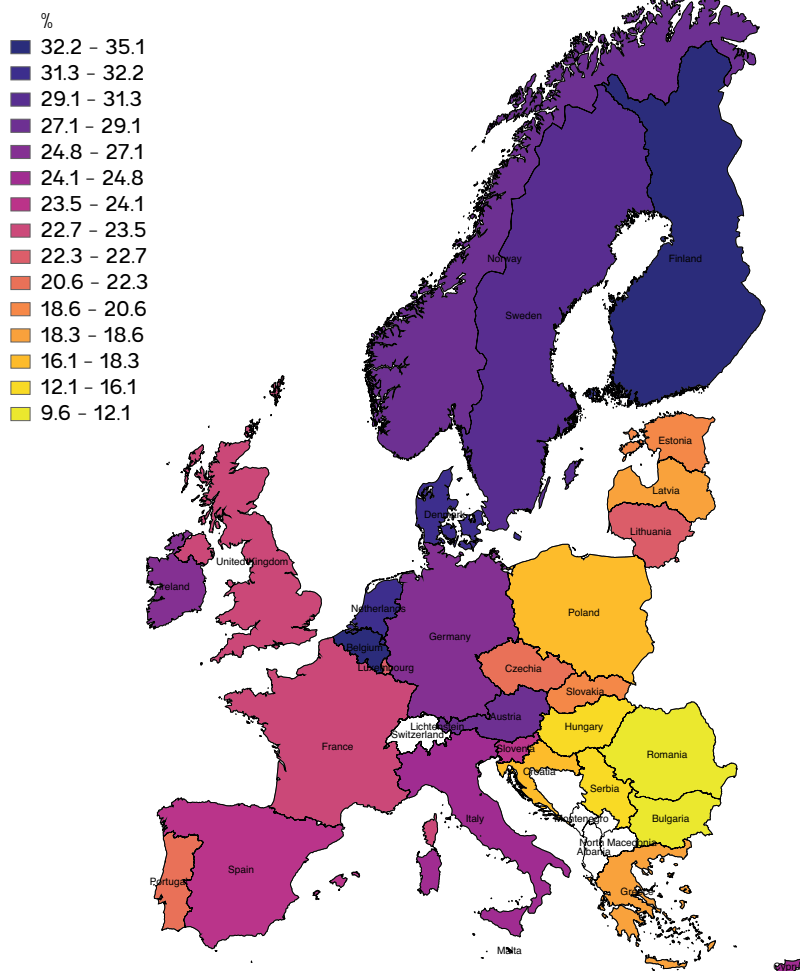 %
32.2 – 35.1
31.3 – 32.2
29.1 – 31.3
27.1 – 29.1
24.8 – 27.1
24.1 – 24.8
23.5 – 24.1
22.7 – 23.5
22.3 – 22.7
20.6 – 22.3
18.6 – 20.6
18.3 – 18.6
16.1 – 18.3
12.1 – 16.1
9.6 – 12.1
Norway
Finland
Sweden
Estonia
Latvia
Denmark
Lithuania
United Kingdom
Ireland
Netherlands
Poland
Germany
Belgium
Luxembourg
Czechia
Slovakia
Austria
Lichtenstein
Hungary
Switzerland
France
Slovenia
Romania
Croatia
Serbia
Italy
Montenegro
Bulgaria
North Macedonia
Albania
Spain
Portugal
Greece
Malta